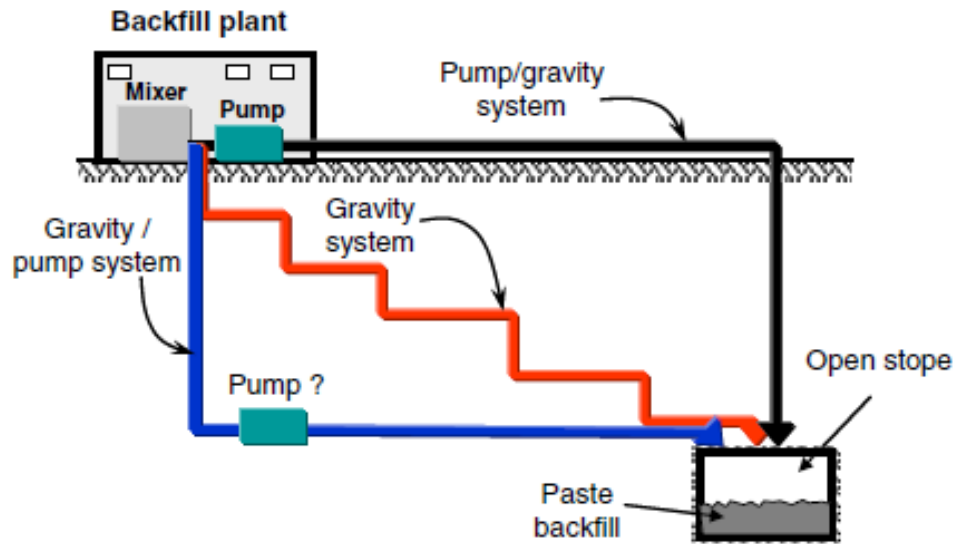 Backfill plant
Mixer
Pump
Pump/gravity
system
Gravity /
pump system
Gravity
system
Pump ?
Open stope
Paste
backfill